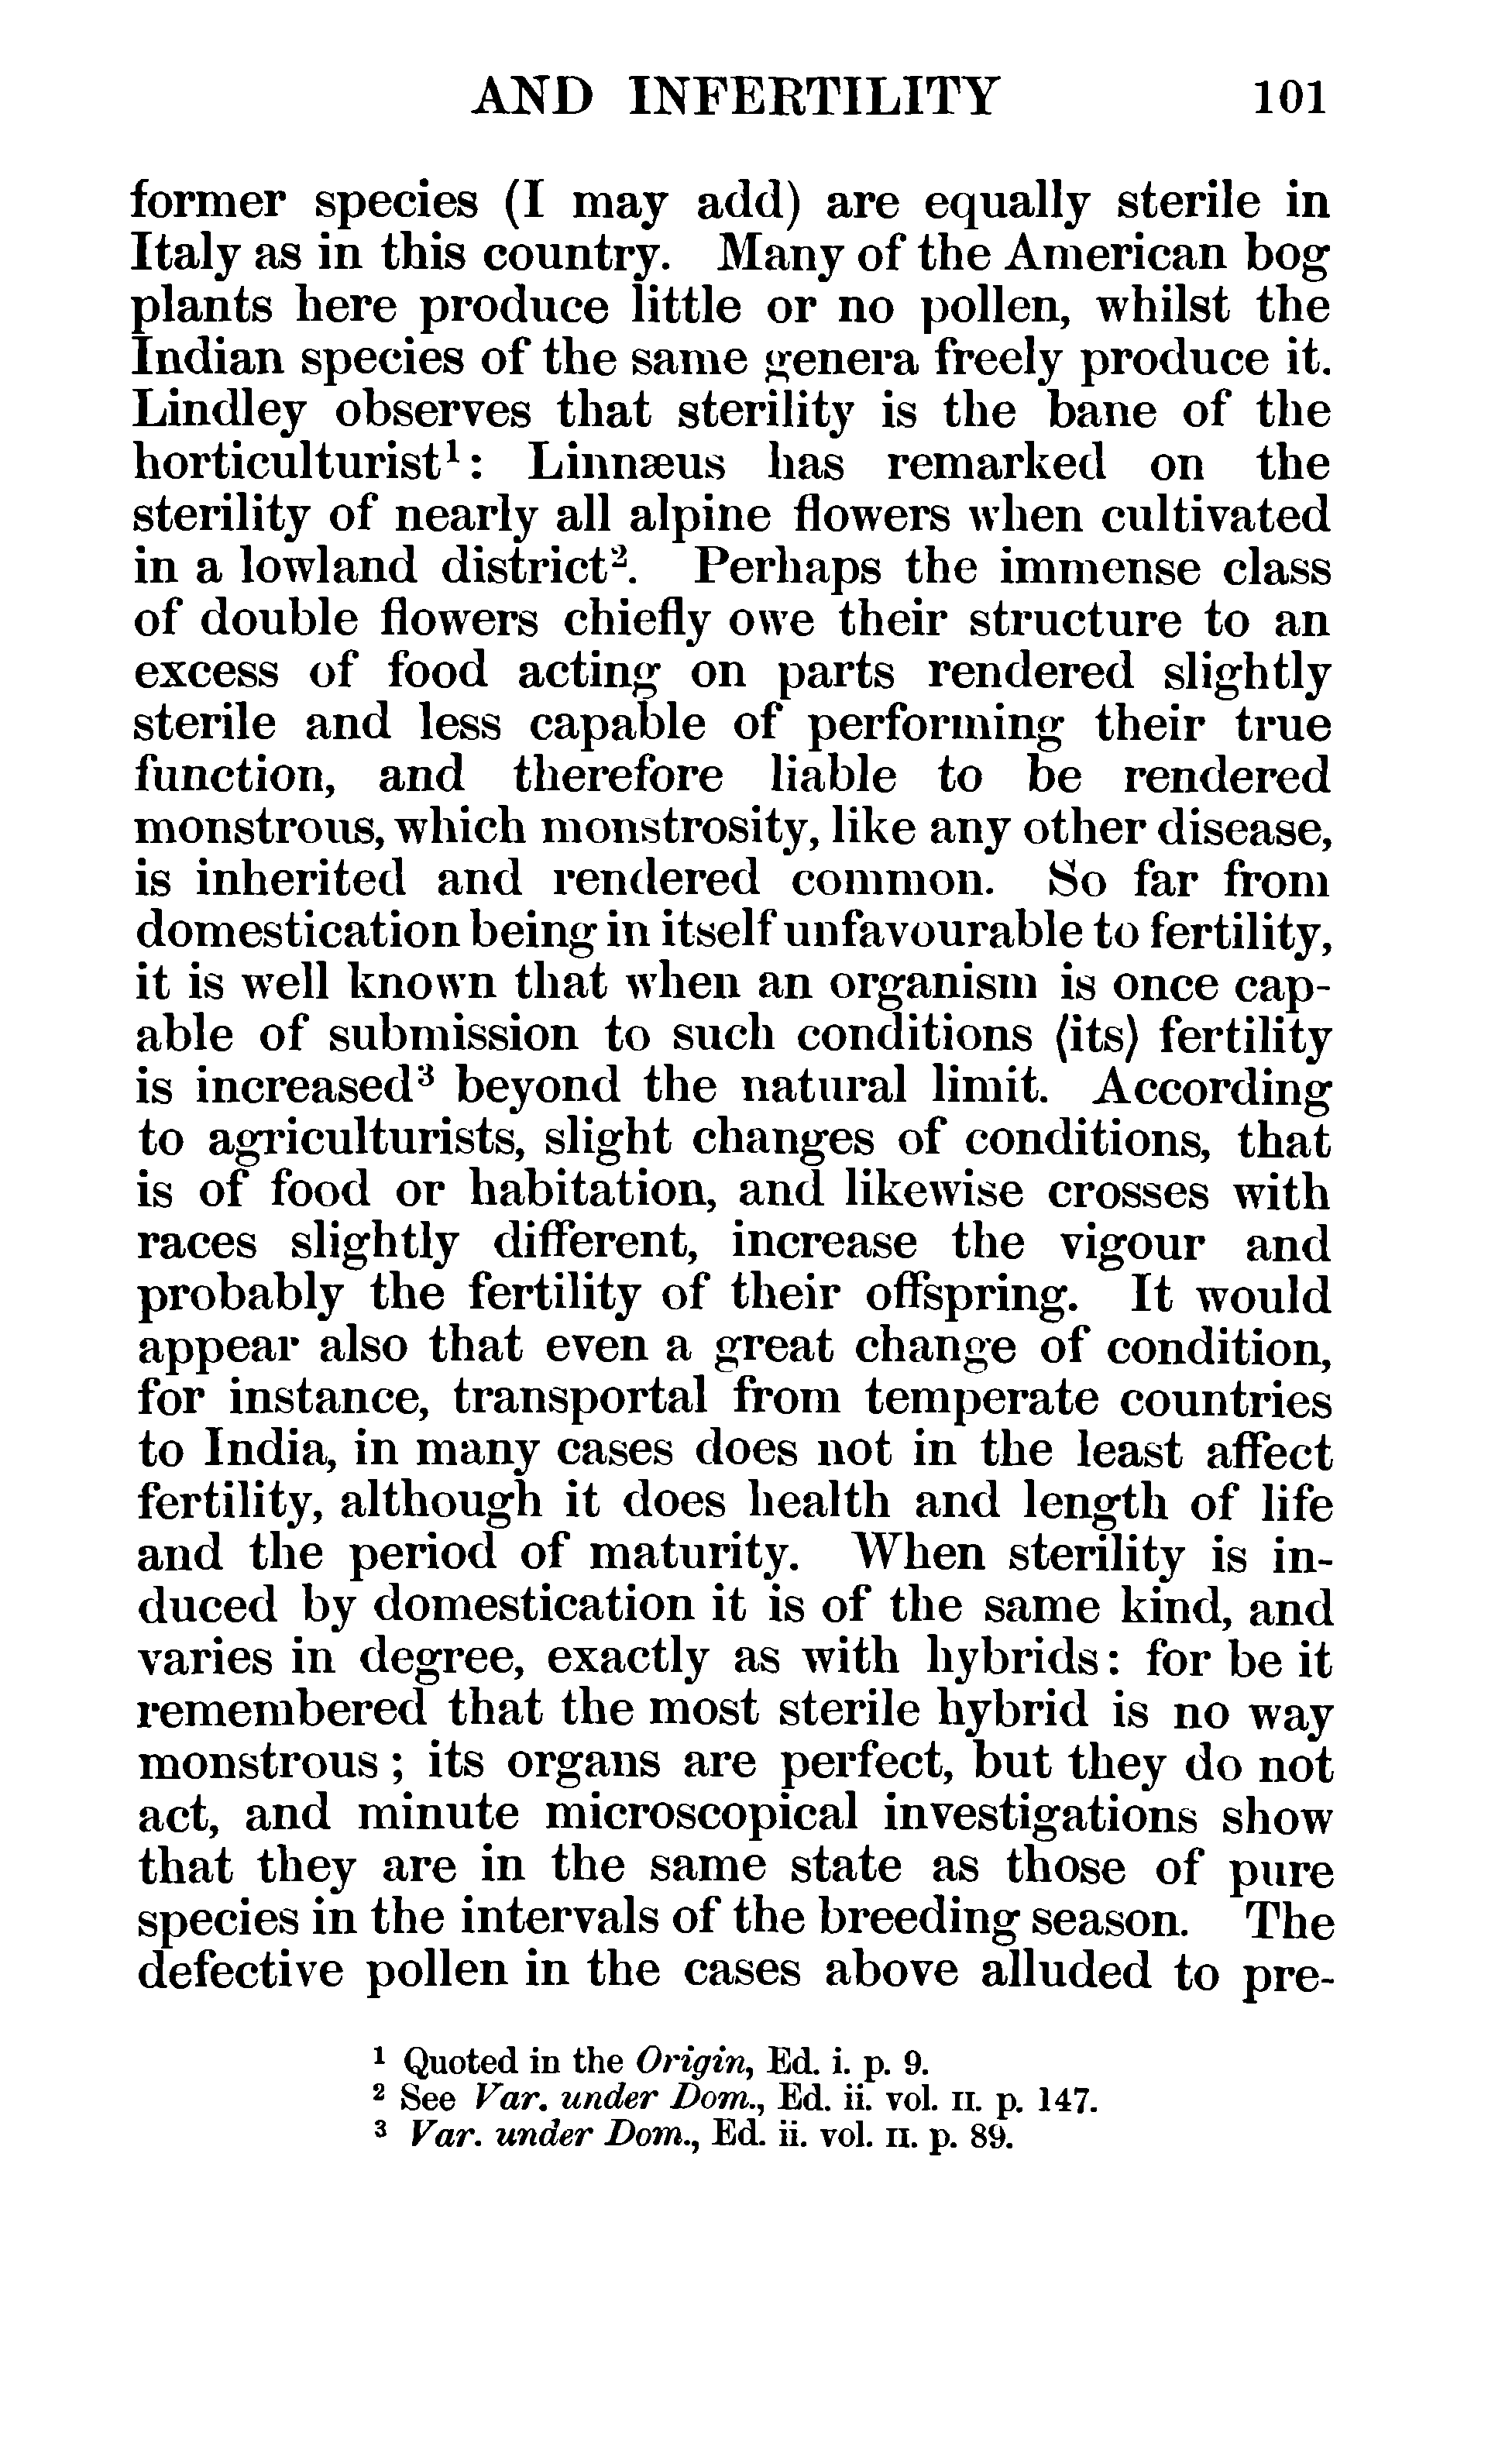 AND INFERTILITY 101
former species (I may add) are equally sterile in
Italy as in this country. Many of the American bog
plants here produce little or no pollen, whilst the
Indian species of the same genera freely produce it.
Lindley observes that sterility is the bane of the
horticulturist¹: Linnæus has remarked on the
sterility of nearly all alpine flowers when cultivated
in a lowland district². Perhaps the immense class
of double flowers chiefly owe their structure to an
excess of food acting on parts rendered slightly
sterile and less capable of performing their true
function, and therefore liable to be rendered
monstrous, which monstrosity, like any other disease,
is inherited and rendered common. So far from
domestication being in itself unfavourable to fertility,
it is well known that when an organism is once cap-
able of submission to such conditions ⟨its⟩ fertility
is increased³ beyond the natural limit. According
to agriculturists, slight changes of conditions, that
is of food or habitation, and likewise crosses with
races slightly different, increase the vigour and
probably the fertility of their offspring. It would
appear also that even a great change of condition,
for instance, transportal from temperate countries
to India, in many cases does not in the least affect
fertility, although it does health and length of life
and the period of maturity. When sterility is in-
duced by domestication it is of the same kind, and
varies in degree, exactly as with hybrids: for be it
remembered that the most sterile hybrid is no way
monstrous; its organs are perfect, but they do not
act, and minute microscopical investigations show
that they are in the same state as those of pure
species in the intervals of the breeding season. The
defective pollen in the cases above alluded to pre-
¹ Quoted in the Origin, Ed. i. p. 9.
² See Var. under Dom., Ed. ii. vol. II. p. 147.
³ Var. under Dom., Ed. ii. vol. II. p. 89.